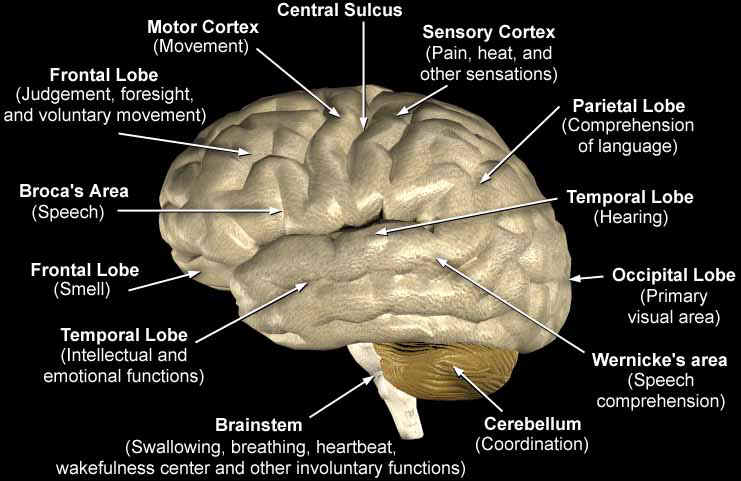 Central Sulcus
Motor Cortex
(Movement)
Sensory Cortex
(Pain, heat, and
other sensations)
Frontal Lobe
(Judgement, foresight,
and voluntary movement)
Parietal Lobe
(Comprehension
of language)
Broca's Area
(Speech)
Temporal Lobe
(Hearing)
Frontal Lobe
(Smell)
Occipital Lobe
(Primary
visual area)
Temporal Lobe
(Intellectual and
emotional functions)
Wernicke's area
(Speech
comprehension)
Brainstem
(Swallowing, breathing, heartbeat,
wakefulness center and other involuntary functions)
Cerebellum
(Coordination)